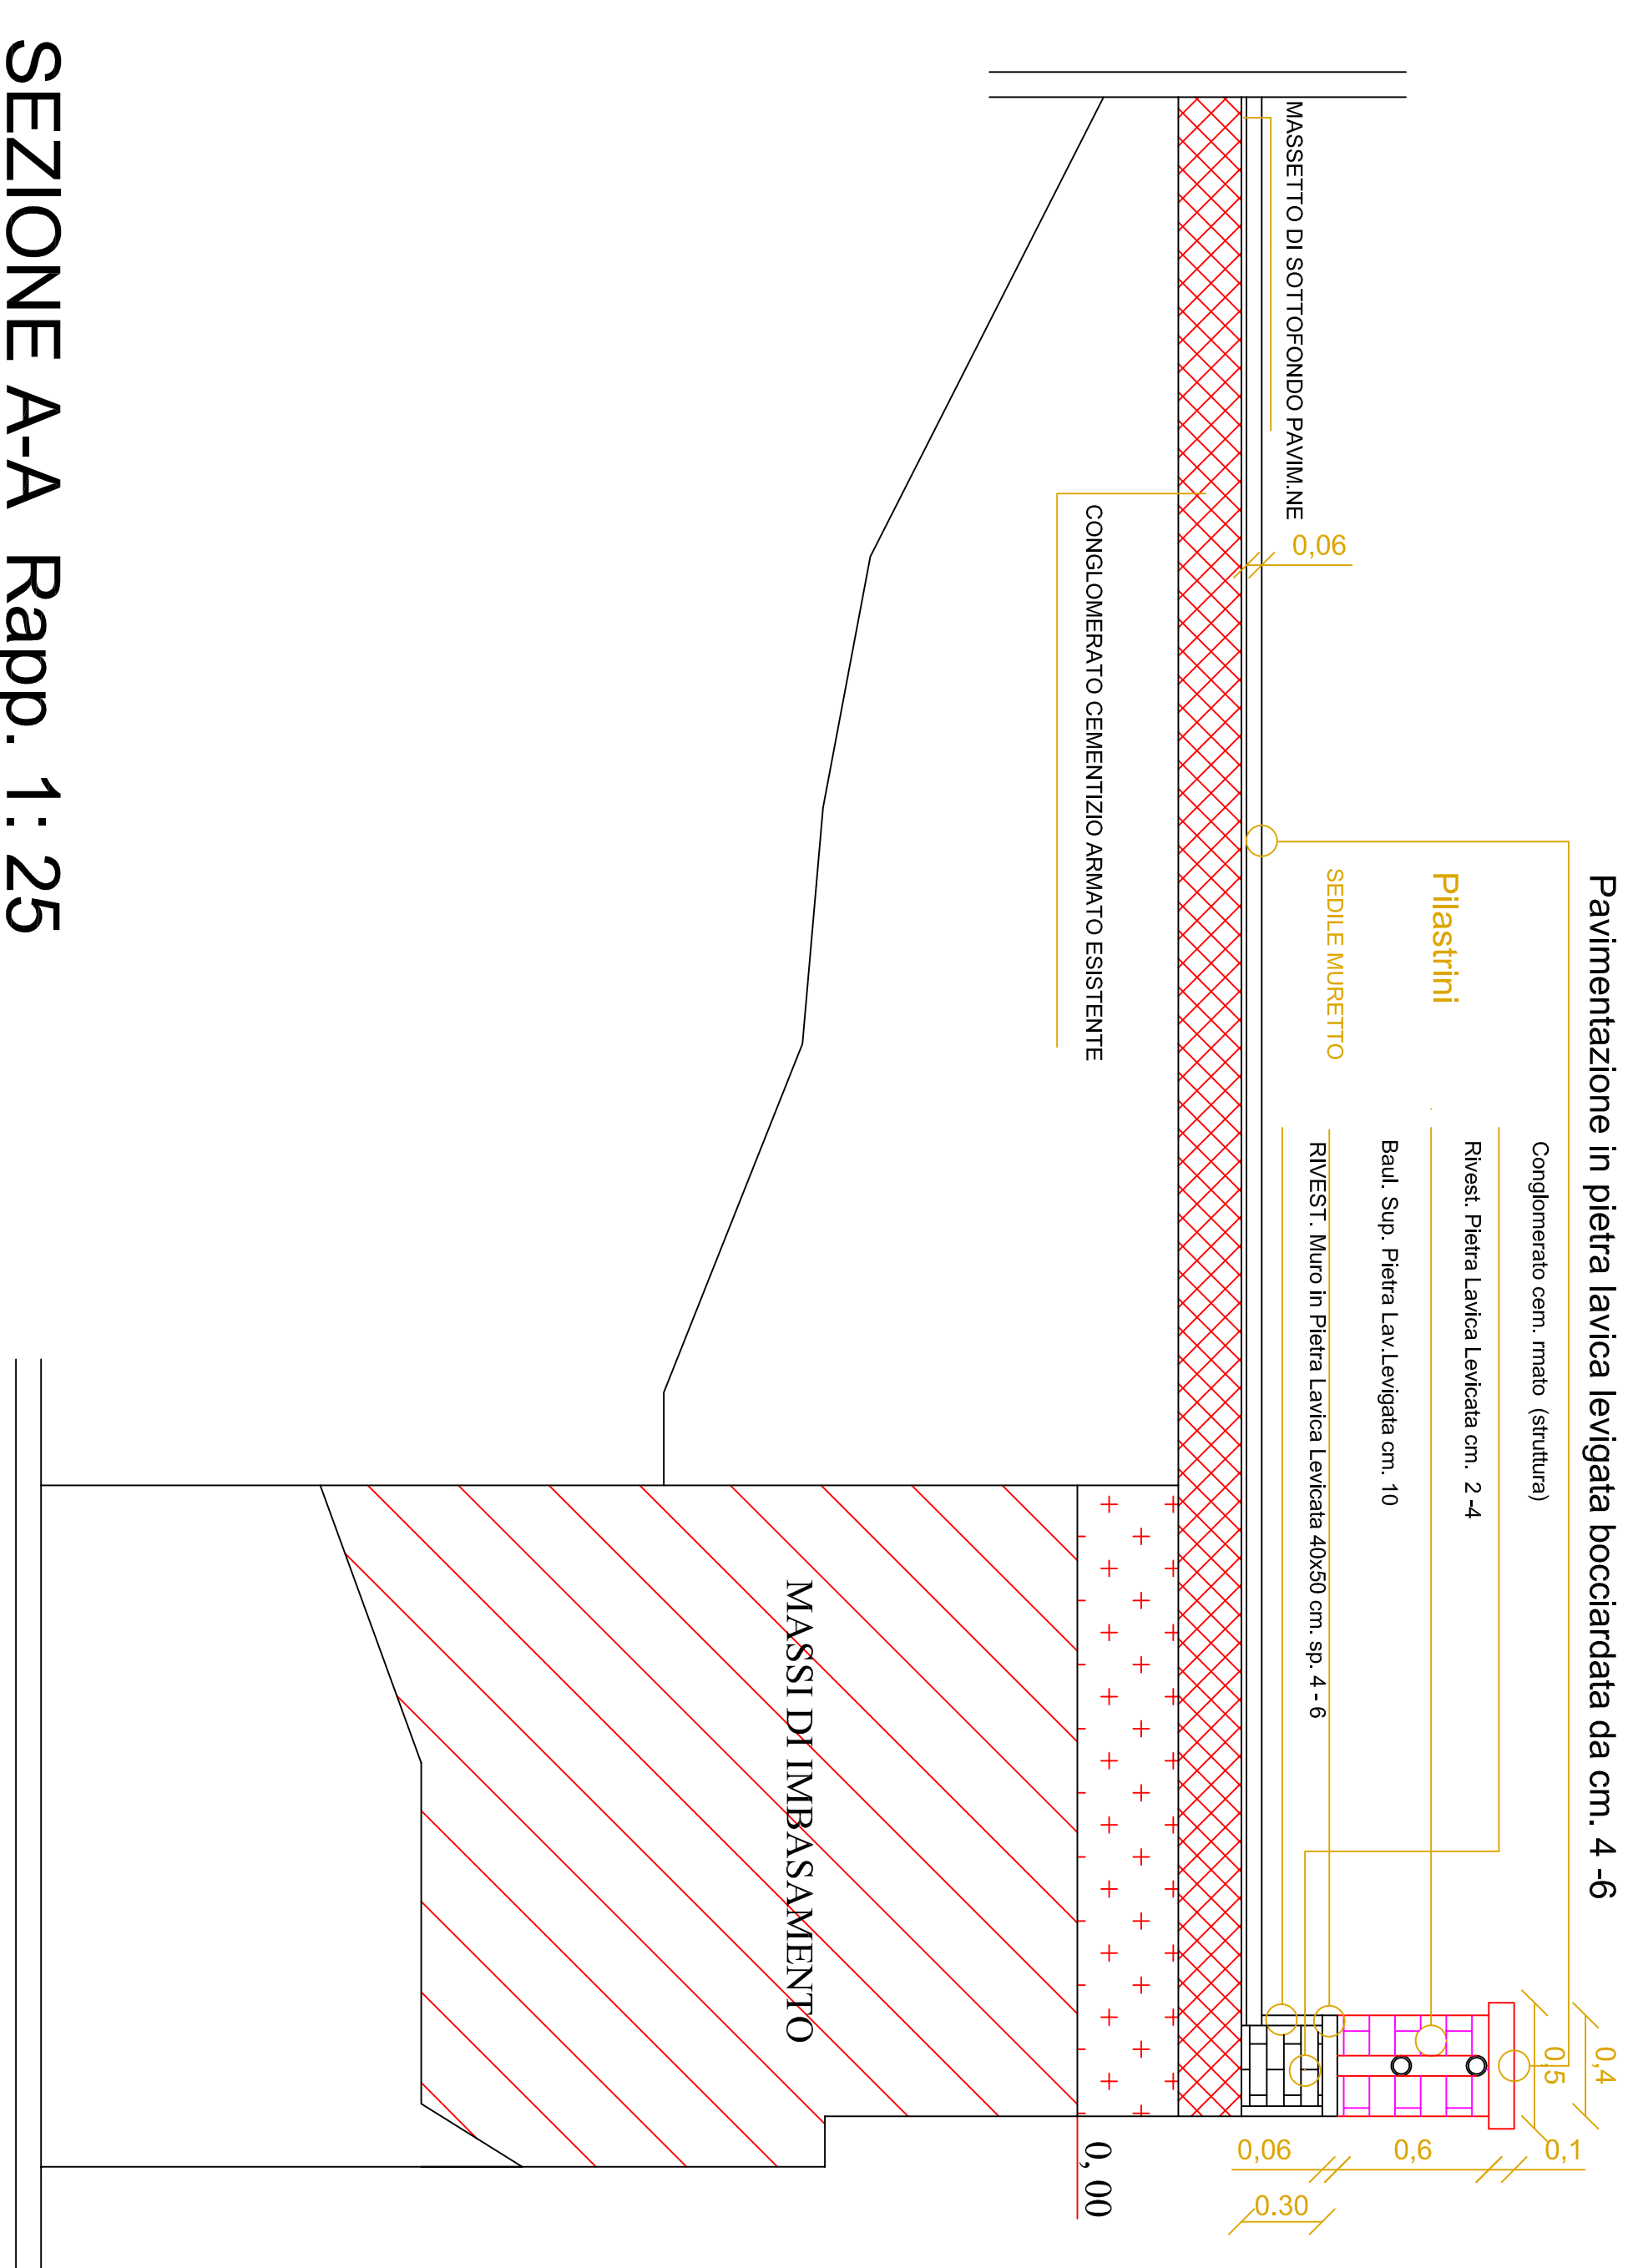 Pavimentazione in pietra lavica levigata bocciardata da cm. 4 -6
Conglomerato cem. rmato (struttura)
Rivest. Pietra Lavica Levicata cm. 2 -4
Pilastrini
Baul. Sup. Pietra Lav.Levigata cm. 10
SEDILE MURETTO
RIVEST. Muro in Pietra Lavica Levicata 40x50 cm. sp. 4 - 6
MASSETTO DI SOTTOFONDO PAVIM.NE
0,06
0,4
0,5
0,1
0,6
0,06
0.30
CONGLOMERATO CEMENTIZIO ARMATO ESISTENTE
0, 00
MASSI DI IMBASAMENTO
SEZIONE A-A Rapp. 1: 25